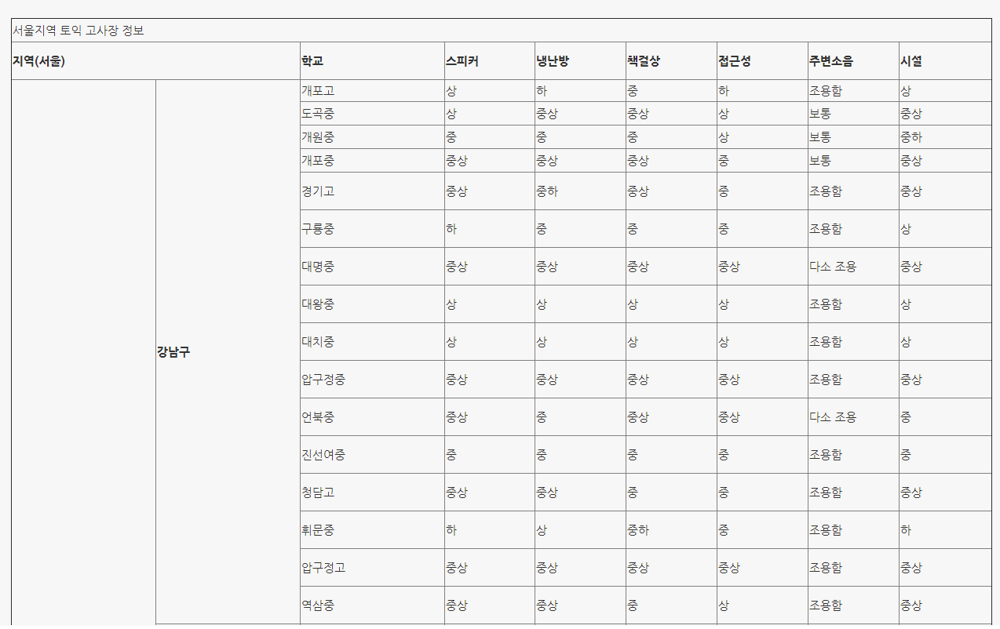 서울지역 토익 고사장 정보
지역(서울) 학교 스피커 냉난방 책걸상 접근성 주변소음 시설
개포고 상 하 중 하 조용함 상
도곡중 상 중상 중상 상 보통 중상
개원중 중 중 중 상 보통 중하
개포중 중상 중상 중상 중 보통 중상
경기고 중상 중하 중상 중 조용함 중상
구룡중 하 중 중 중 조용함 상
대명중 중상 중상 중상 중상 다소 조용 중상
대왕중 상 상 상 상 조용함 상
대치중 상 상 상 상 조용함 상
강남구
압구정중 중상 중상 중상 중상 조용함 중상
언북중 중상 중 중상 중상 다소 조용 중
진선여중 중 중 중 중 조용함 중
청담고 중상 중상 중 중 조용함 중상
휘문중 하 상 중하 중 조용함 하
압구정고 중상 중상 중상 중상 조용함 중상
역삼중 중상 중상 중 상 조용함 중상